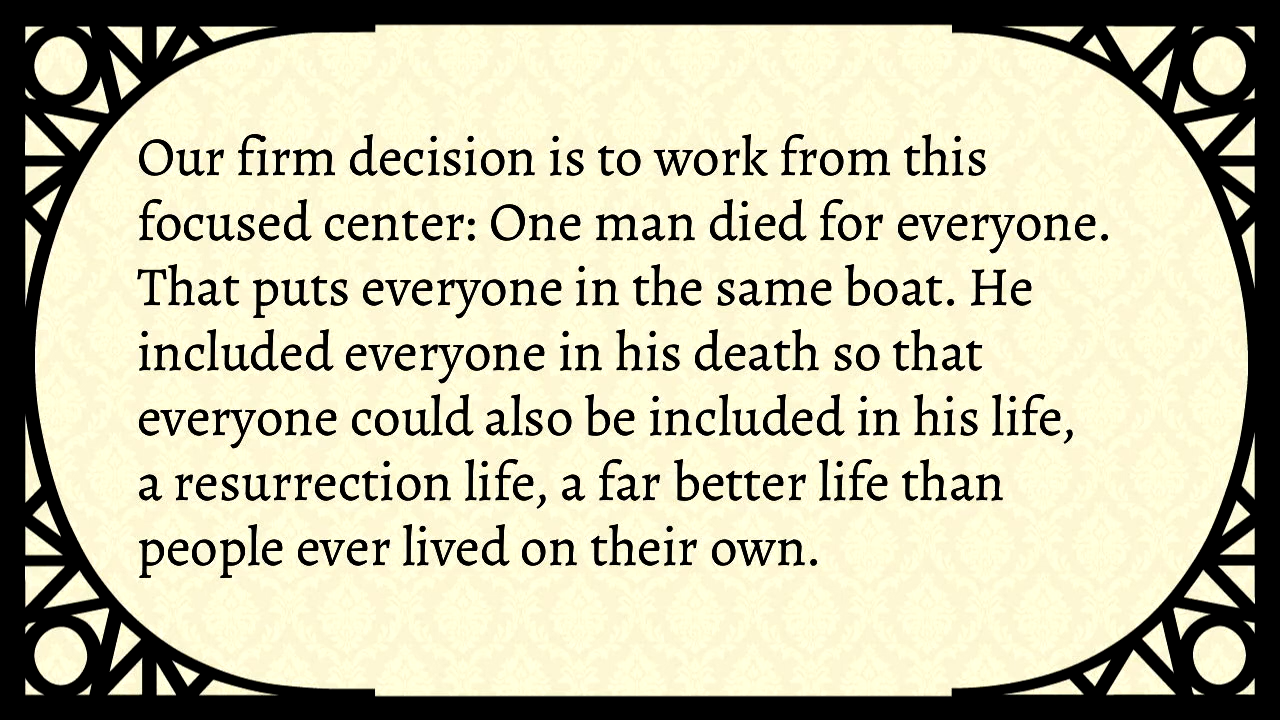 Our firm decision is to work from this
focused center: One man died for everyone.
That puts everyone in the same boat. He
included everyone in his death so that
everyone could also be included in his life,
a resurrection life, a far better life than
people ever lived on their own.